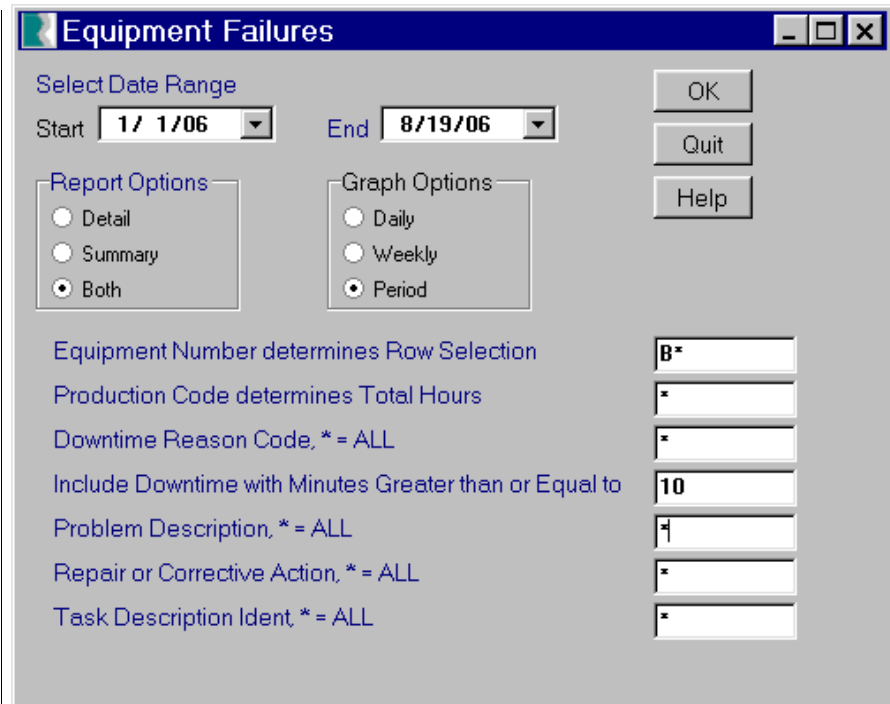 Equipment Failures
Select Date Range
Start 1/ 1/06 End 8/19/06
OK
Quit
Help
Report Options
Detail
Summary
Both
Graph Options
Daily
Weekly
Period
Equipment Number determines Row Selection B*
Production Code determines Total Hours *
Downtime Reason Code, * = ALL *
Include Downtime with Minutes Greater than or Equal to 10
Problem Description, * = ALL *
Repair or Corrective Action, * = ALL *
Task Description Ident, * = ALL *